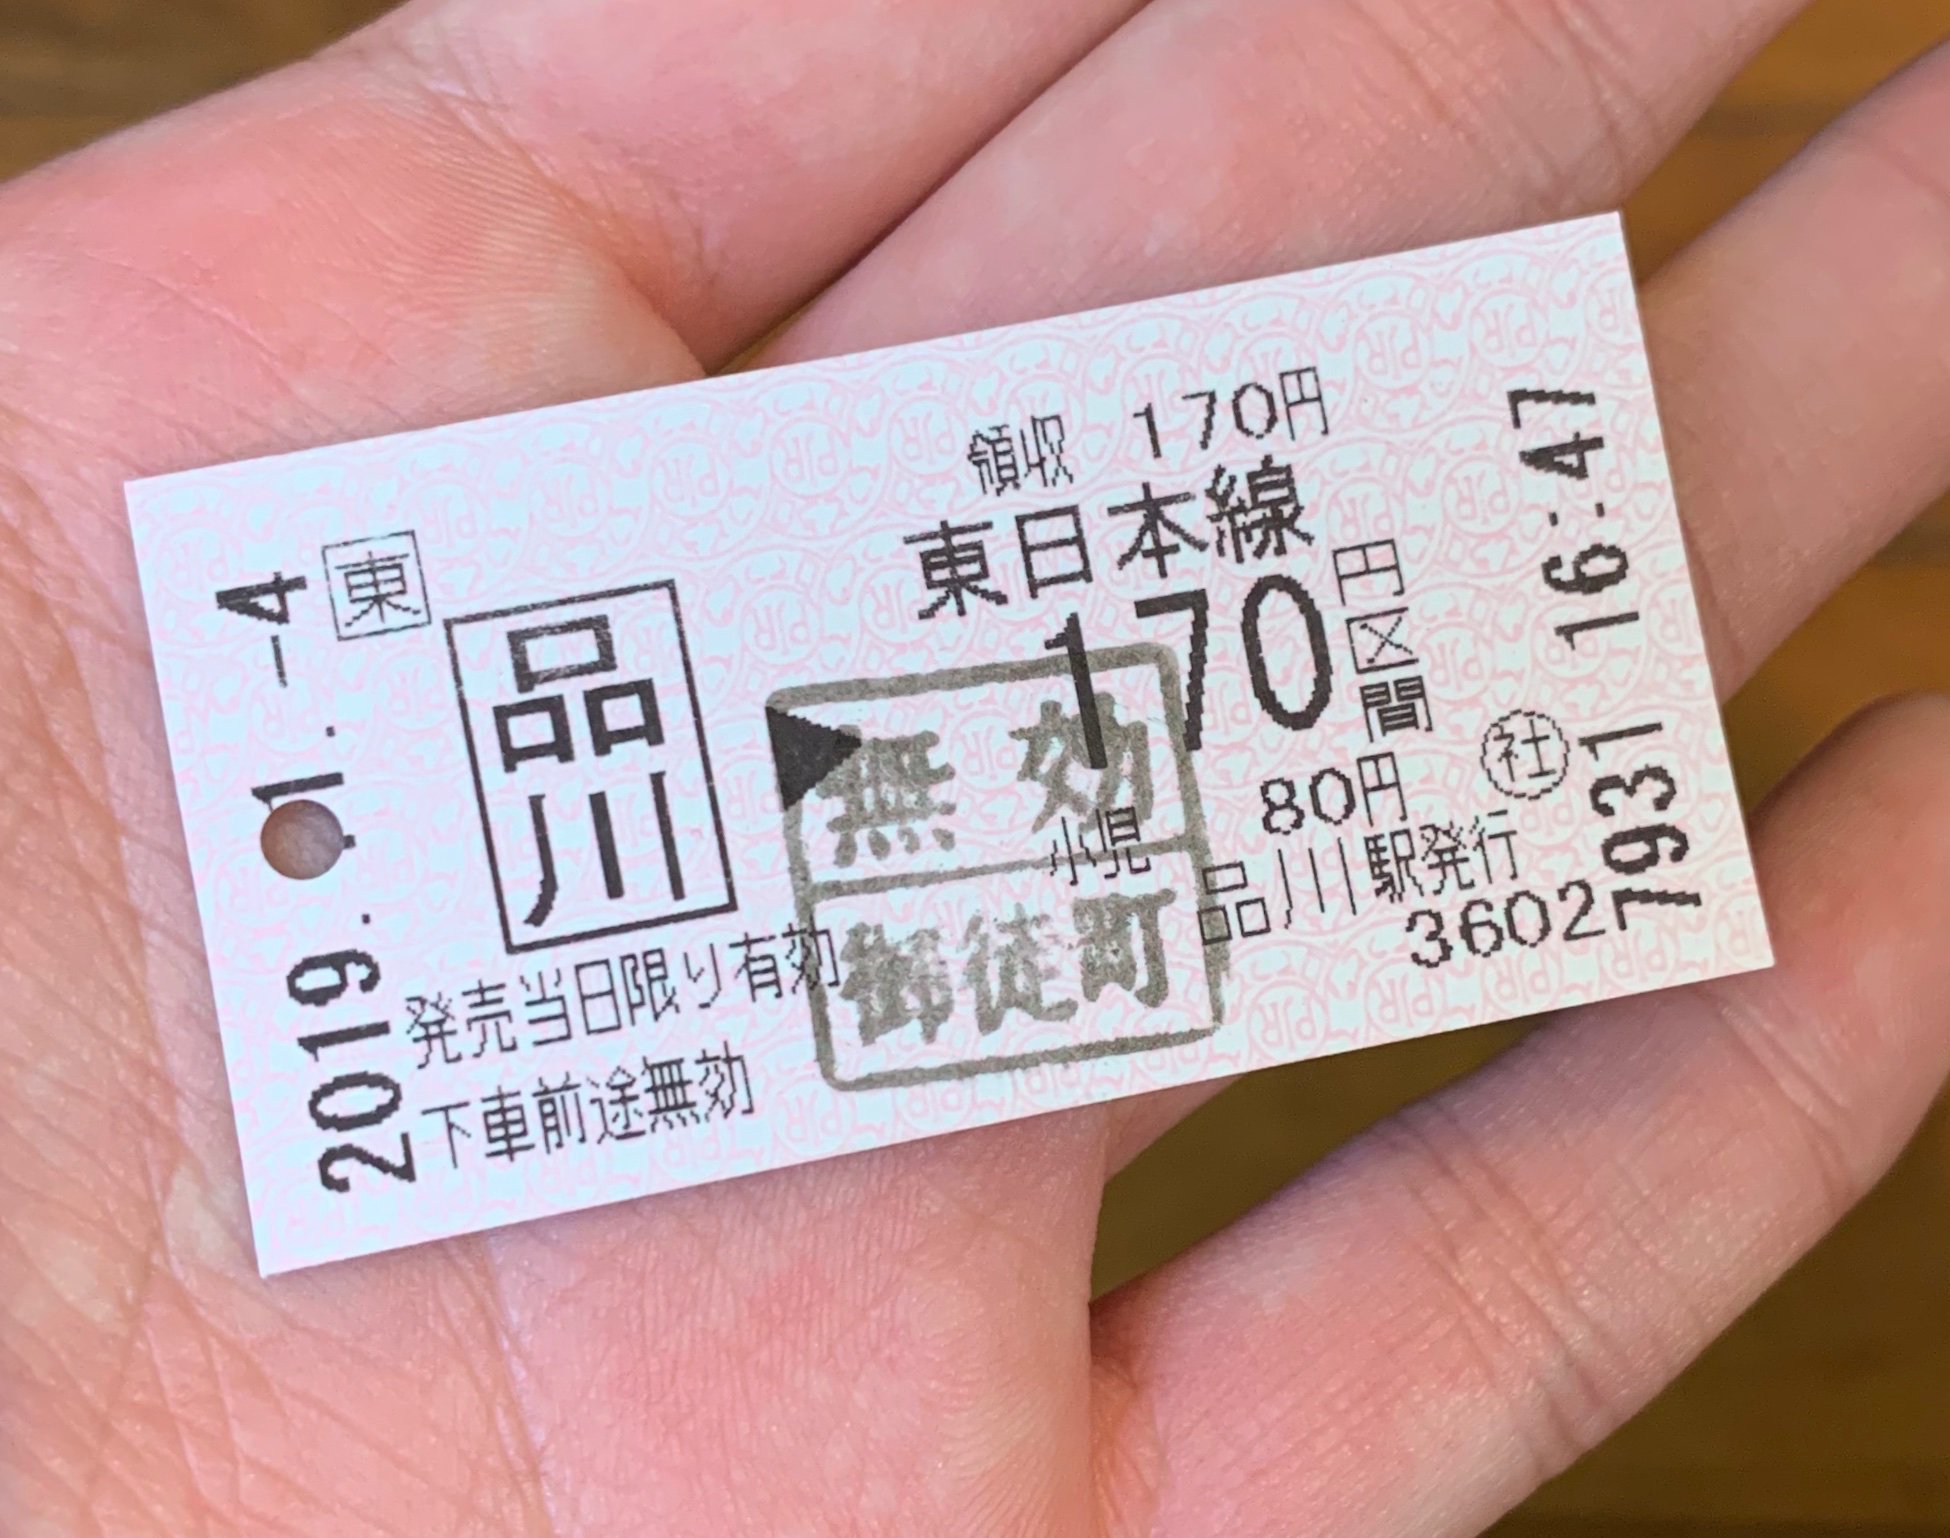 領収 170円
東 東日本線
品川 ▶ 170円区間
小児 80円 社
発売当日限り有効 品川駅発行
下車前途無効 3602
2019.-1.-4
16:47
7931
無効
御徒町